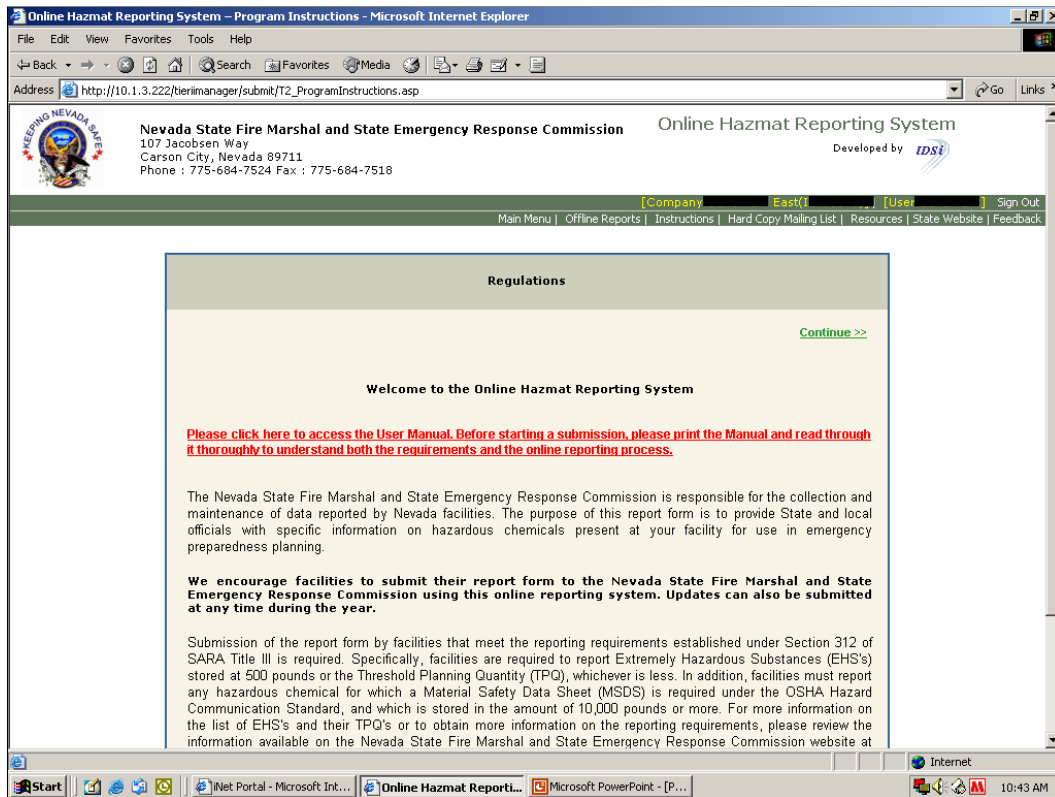 Online Hazmat Reporting System – Program Instructions - Microsoft Internet Explorer
File Edit View Favorites Tools Help
Back Search Favorites Media
Address http://10.1.3.222/tieriimanager/submit/T2_ProgramInstructions.asp Go Links
KEEPING NEVADA SAFE
Nevada State Fire Marshal and State Emergency Response Commission
107 Jacobsen Way
Carson City, Nevada 89711
Phone : 775-684-7524 Fax : 775-684-7518
Online Hazmat Reporting System
Developed by IDSi
[Company East(I [User ] Sign Out
Main Menu | Offline Reports | Instructions | Hard Copy Mailing List | Resources | State Website | Feedback
Regulations
Continue >>
Welcome to the Online Hazmat Reporting System
Please click here to access the User Manual. Before starting a submission, please print the Manual and read through
it thoroughly to understand both the requirements and the online reporting process.
The Nevada State Fire Marshal and State Emergency Response Commission is responsible for the collection and
maintenance of data reported by Nevada facilities. The purpose of this report form is to provide State and local
officials with specific information on hazardous chemicals present at your facility for use in emergency
preparedness planning.
We encourage facilities to submit their report form to the Nevada State Fire Marshal and State
Emergency Response Commission using this online reporting system. Updates can also be submitted
at any time during the year.
Submission of the report form by facilities that meet the reporting requirements established under Section 312 of
SARA Title III is required. Specifically, facilities are required to report Extremely Hazardous Substances (EHS's)
stored at 500 pounds or the Threshold Planning Quantity (TPQ), whichever is less. In addition, facilities must report
any hazardous chemical for which a Material Safety Data Sheet (MSDS) is required under the OSHA Hazard
Communication Standard, and which is stored in the amount of 10,000 pounds or more. For more information on
the list of EHS's and their TPQ's or to obtain more information on the reporting requirements, please review the
information available on the Nevada State Fire Marshal and State Emergency Response Commission website at
Internet
Start iNet Portal - Microsoft Int... Online Hazmat Reporti... Microsoft PowerPoint - [P... 10:43 AM